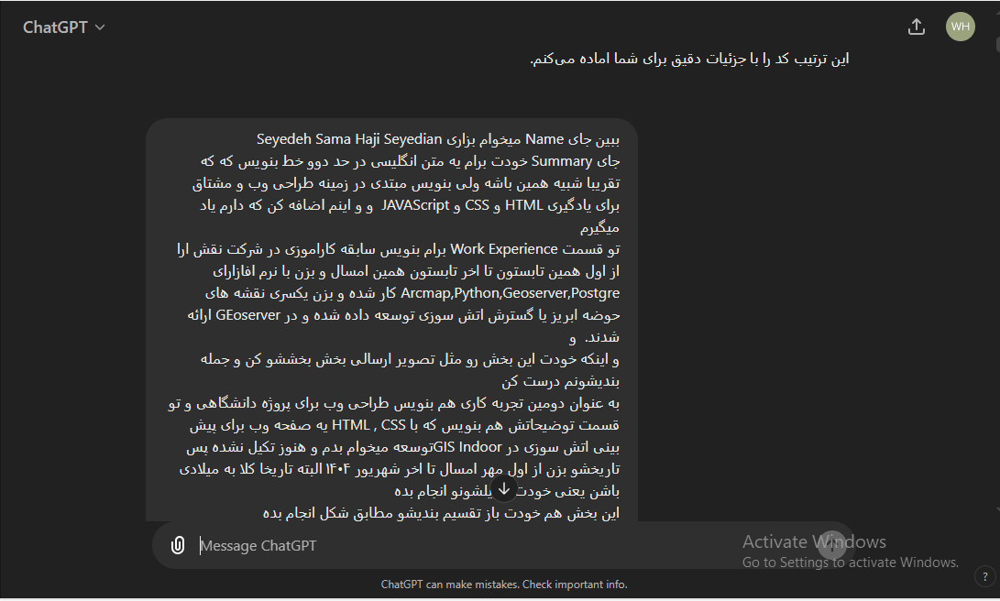 ChatGPT
WH
این ترتیب کد را با جزئیات دقیق برای شما آماده می‌کنم.
ببین جای Name میخوام بزاری Seyedeh Sama Haji Seyedian
جای Summary خودت برام یه متن انگلیسی در حد دوو خط بنویس که که
تقریبا شبیه همین باشه ولی بنویس مبتدی در زمینه طراحی وب و مشتاق
برای یادگیری HTML و CSS و JAVAScript و و اینم اضافه کن که دارم یاد
میگیرم
تو قسمت Work Experience برام بنویس سابقه کاراموزی در شرکت نقش ارا
از اول همین تابستون تا اخر تابستون همین امسال و بزن با نرم افازارای
Arcmap,Python,Geoserver,Postgre کار شده و بزن یکسری نقشه های
حوضه ابریز یا گسترش اتش سوزی توسعه داده شده و در GEoserver ارائه
شدند. و
و اینکه خودت این بخش رو مثل تصویر ارسالی بخش بخششو کن و جمله
بندیشونم درست کن
به عنوان دومین تجربه کاری هم بنویس طراحی وب برای پروژه دانشگاهی و تو
قسمت توضیحاتش هم بنویس که با HTML , CSS یه صفحه وب برای پیش
بینی اتش سوزی در GIS Indoorتوسعه میخوام بدم و هنوز تکیل نشده پس
تاریخشو بزن از اول مهر امسال تا اخر شهریور ۱۴۰۴ البته تاریخا کلا به میلادی
باشن یعنی خودت یلشونو انجام بده
این بخش هم خودت باز تقسیم بندیشو مطابق شکل انجام بده
Message ChatGPT
Activate Windows
Go to Settings to activate Windows.
ChatGPT can make mistakes. Check important info.
?